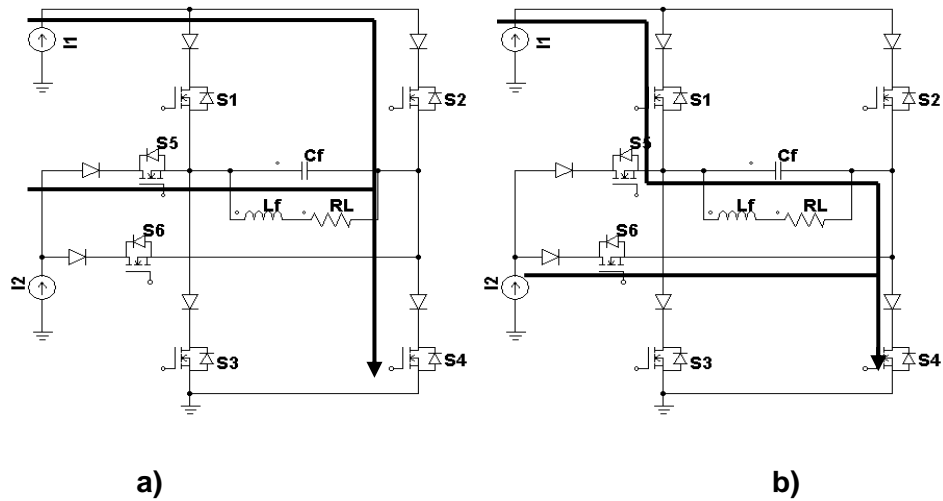 I1
S1
S2
S5
Cf
Lf
RL
S6
I2
S3
S4
a)
I1
S1
S2
S5
Cf
Lf
RL
S6
I2
S3
S4
b)